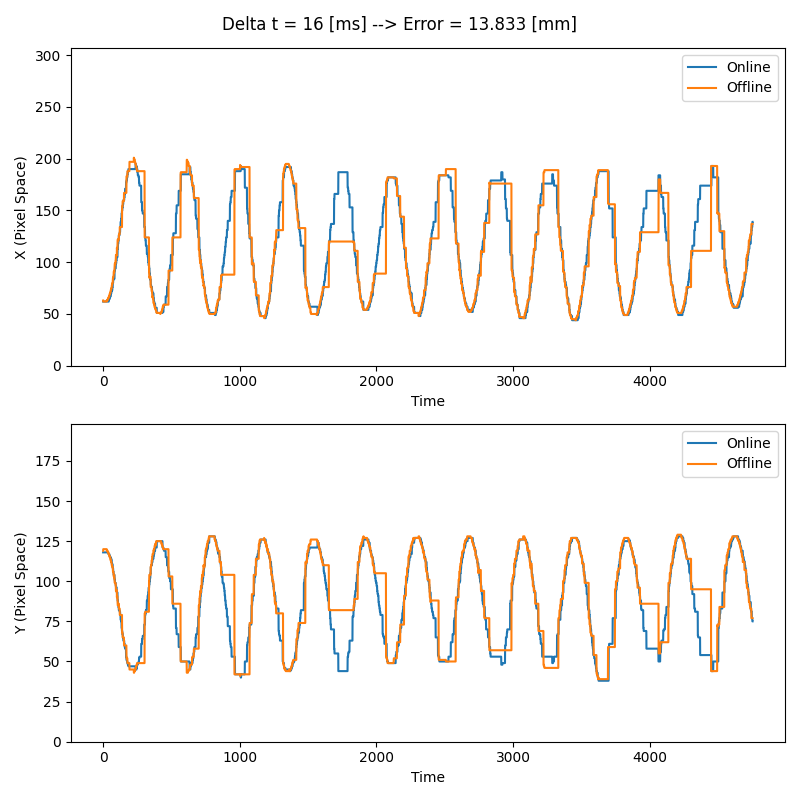 Delta t = 16 [ms] --> Error = 13.833 [mm]
300
250
200
150
100
50
0
X (Pixel Space)
Online
Offline
0
1000
2000
3000
4000
Time
175
150
125
100
75
50
25
0
Y (Pixel Space)
Online
Offline
0
1000
2000
3000
4000
Time